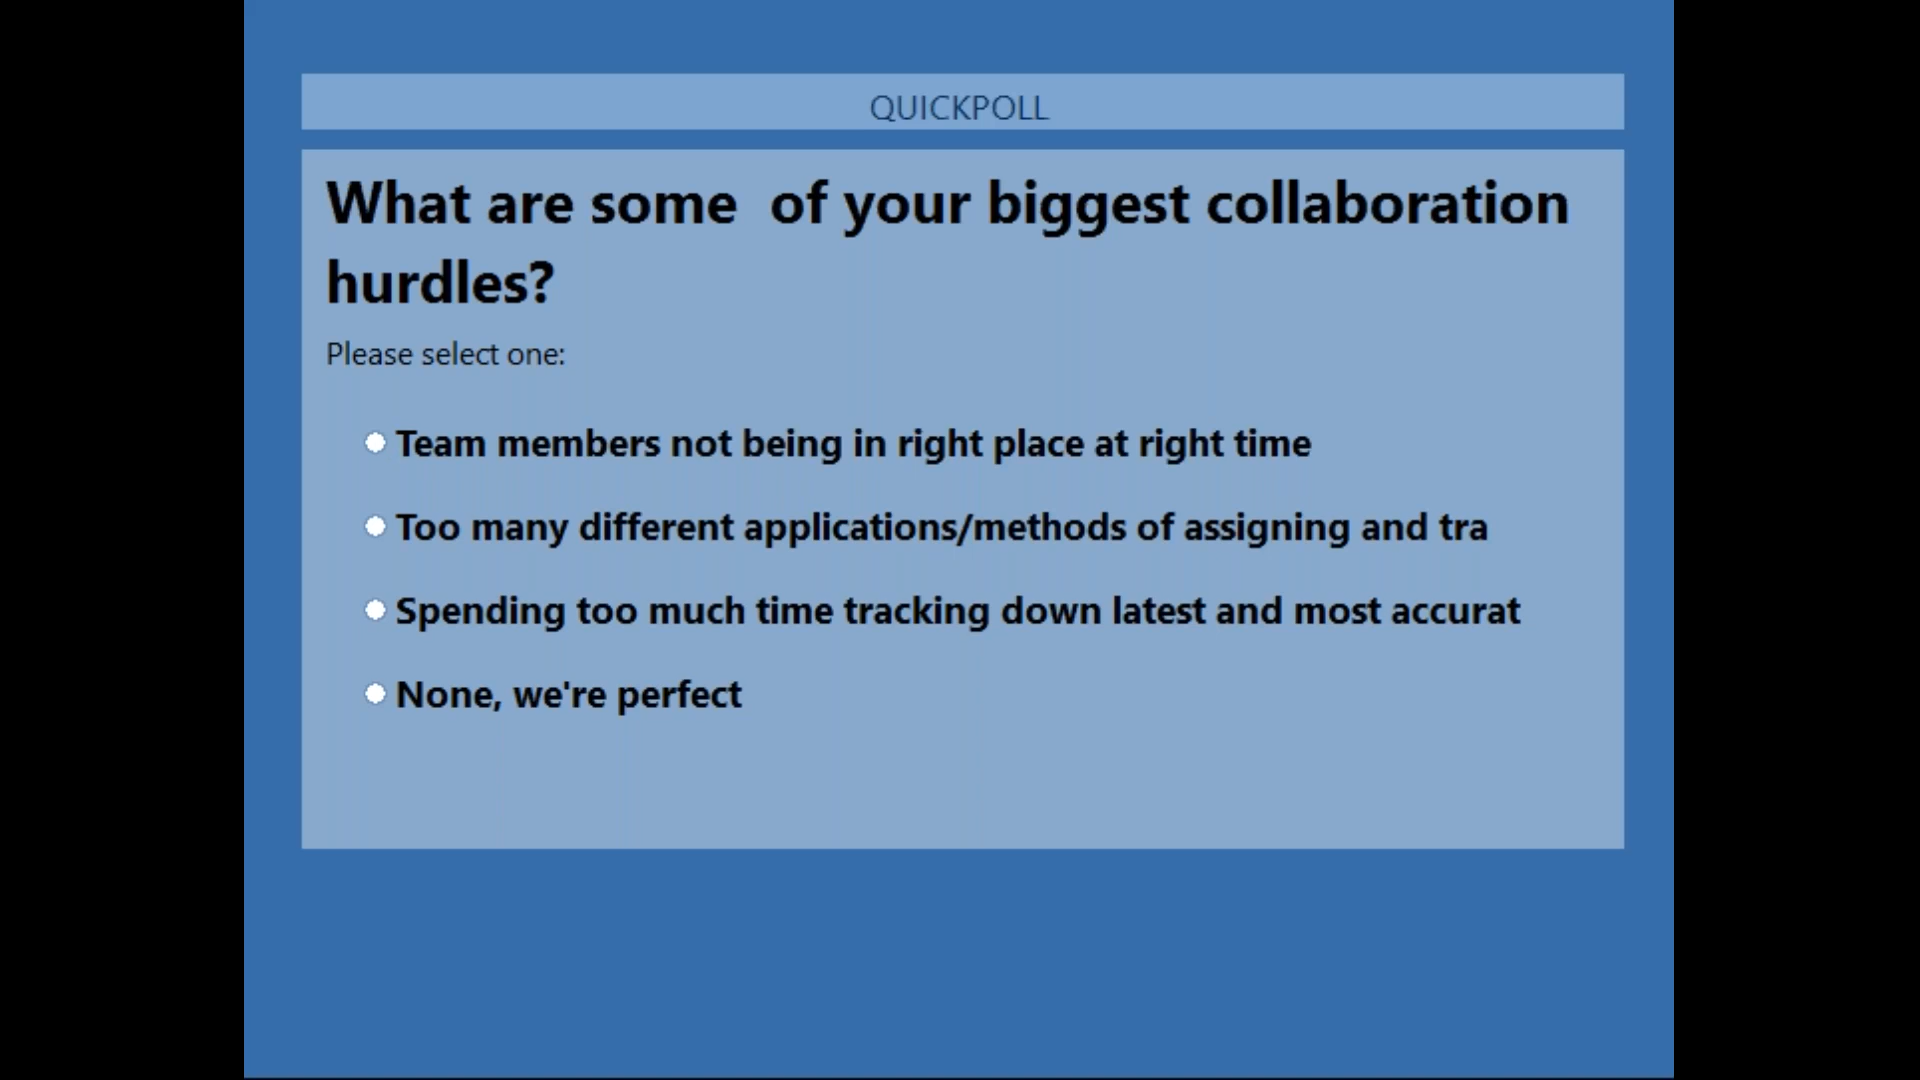 QUICKPOLL
What are some  of your biggest collaboration
hurdles?
Please select one:
Team members not being in right place at right time
Too many different applications/methods of assigning and tra
Spending too much time tracking down latest and most accurat
None, we're perfect